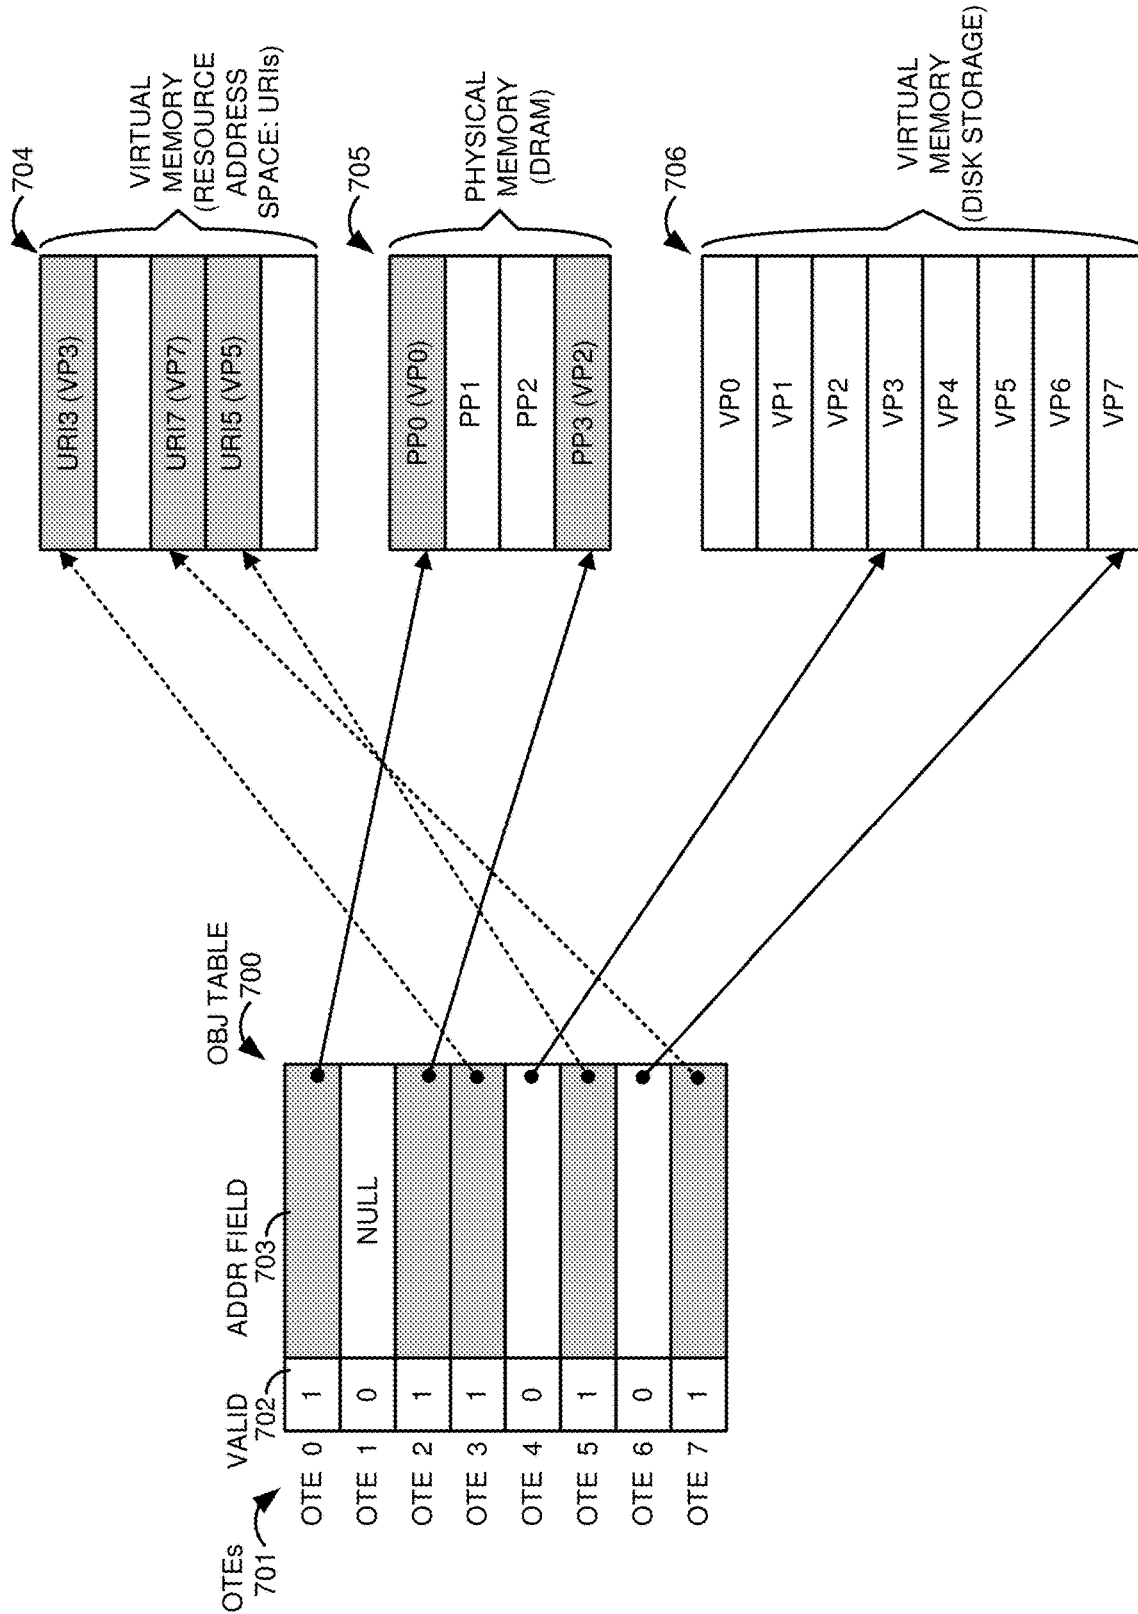 OTEs
701
VALID
702
ADDR FIELD
703
OBJ TABLE
700
OTE 0
1
OTE 1
0
NULL
OTE 2
1
OTE 3
1
OTE 4
0
OTE 5
1
OTE 6
0
OTE 7
1
704
URI3 (VP3)
URI7 (VP7)
URI5 (VP5)
VIRTUAL
MEMORY
(RESOURCE
ADDRESS
SPACE: URIs)
705
PP0 (VP0)
PP1
PP2
PP3 (VP2)
PHYSICAL
MEMORY
(DRAM)
706
VP0
VP1
VP2
VP3
VP4
VP5
VP6
VP7
VIRTUAL
MEMORY
(DISK STORAGE)